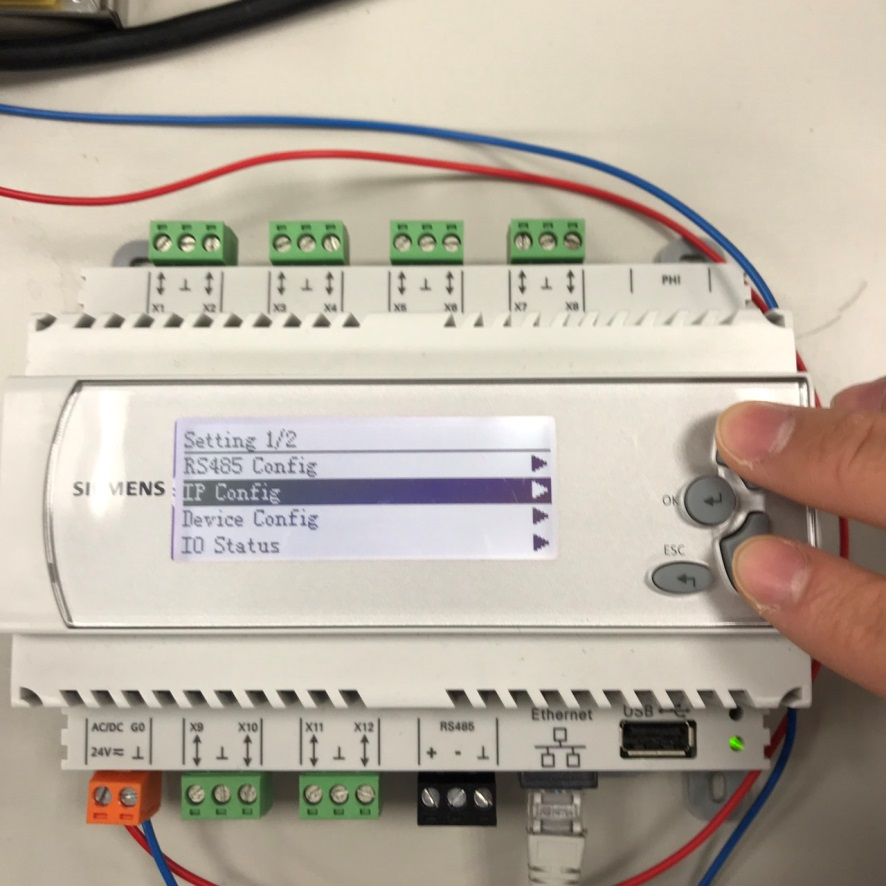 X1 X2 X3 X4 X5 X6 X7 X8 PHI
Setting 1/2
RS485 Config
SIEMENS IP Config
OK
Device Config
IO Status
ESC
AC/DC G0 X9 X10 X11 X12 RS485 Ethernet USB
24V + -